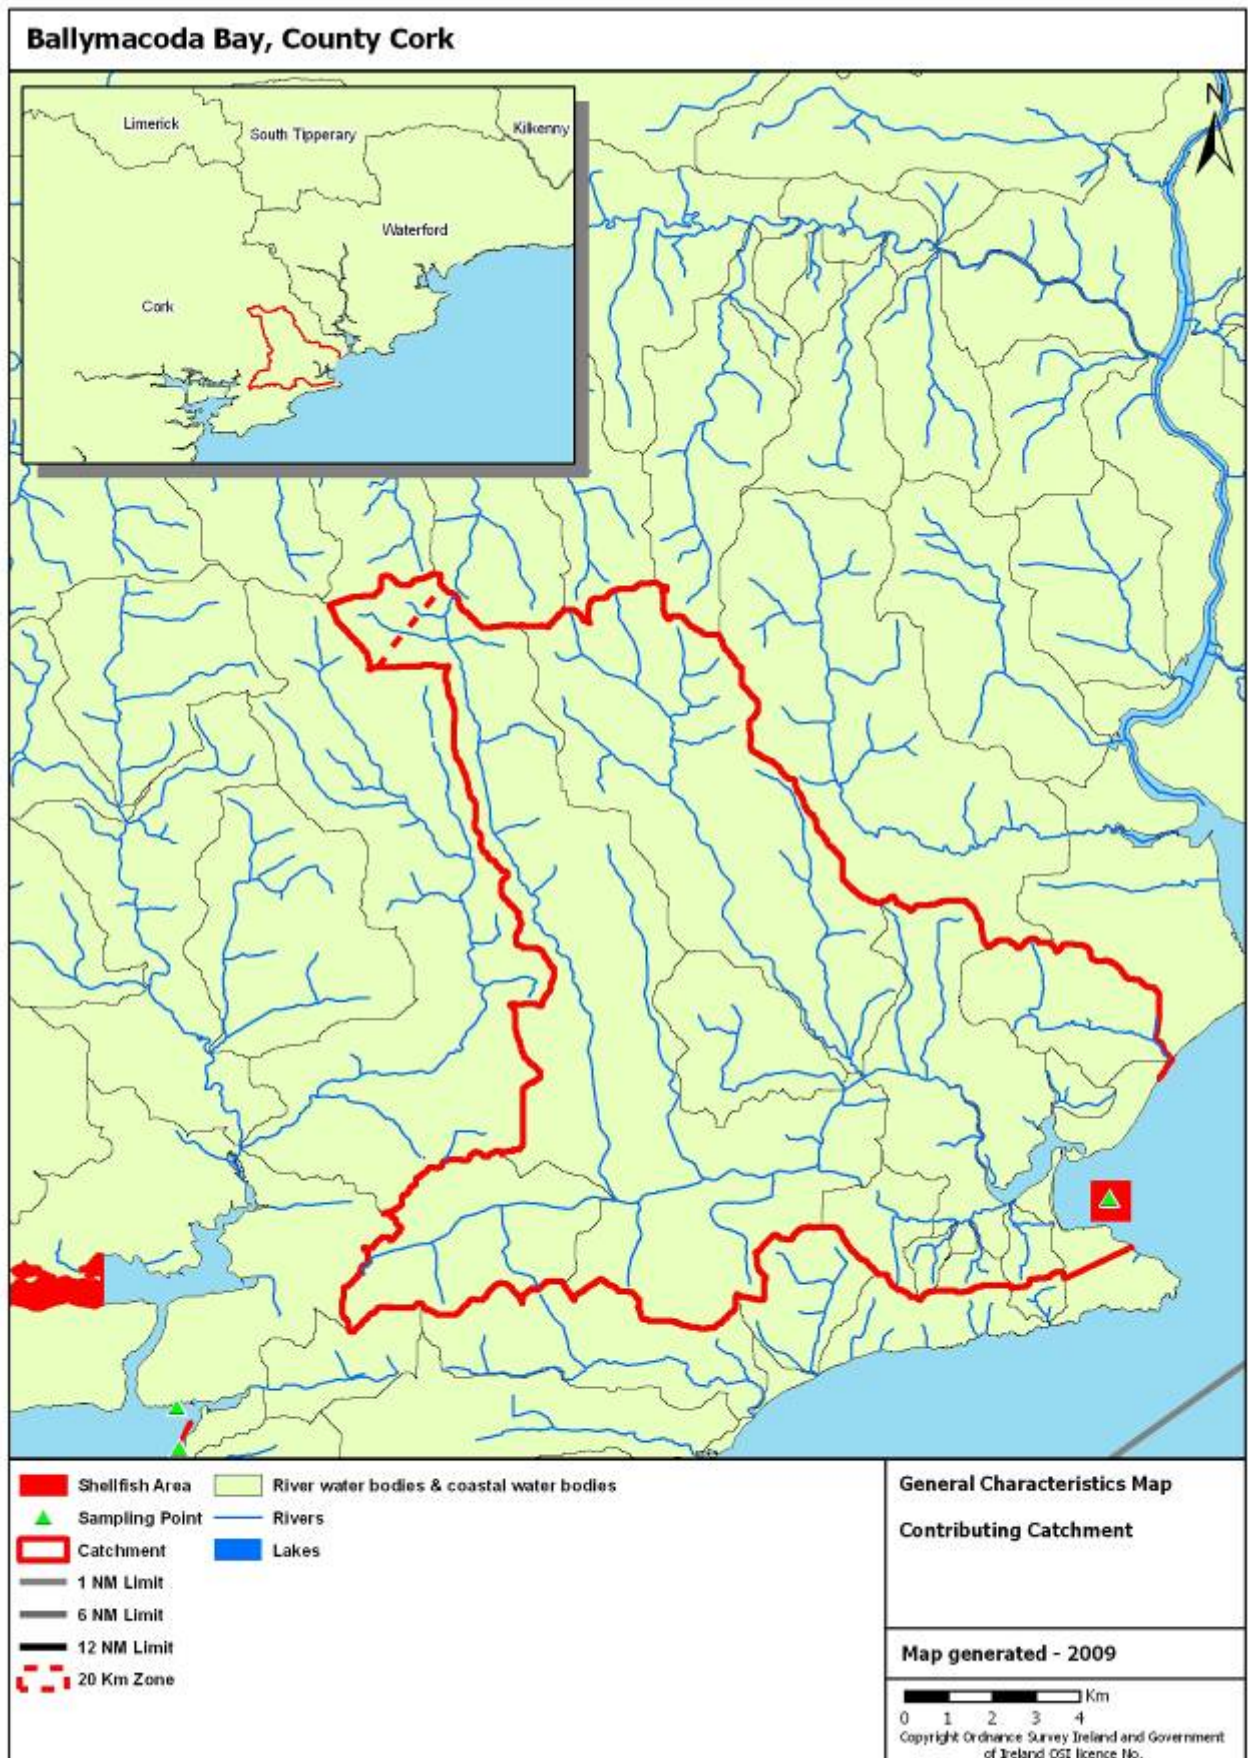 Ballymacoda Bay, County Cork
N
Limerick
South Tipperary
Kilkenny
Waterford
Cork
Shellfish Area
Sampling Point
Catchment
1 NM Limit
6 NM Limit
12 NM Limit
20 Km Zone
River water bodies & coastal water bodies
Rivers
Lakes
General Characteristics Map
Contributing Catchment
Map generated - 2009
Km
0 1 2 3 4
Copyright Ordnance Survey Ireland and Government
of Ireland OSI licence No.